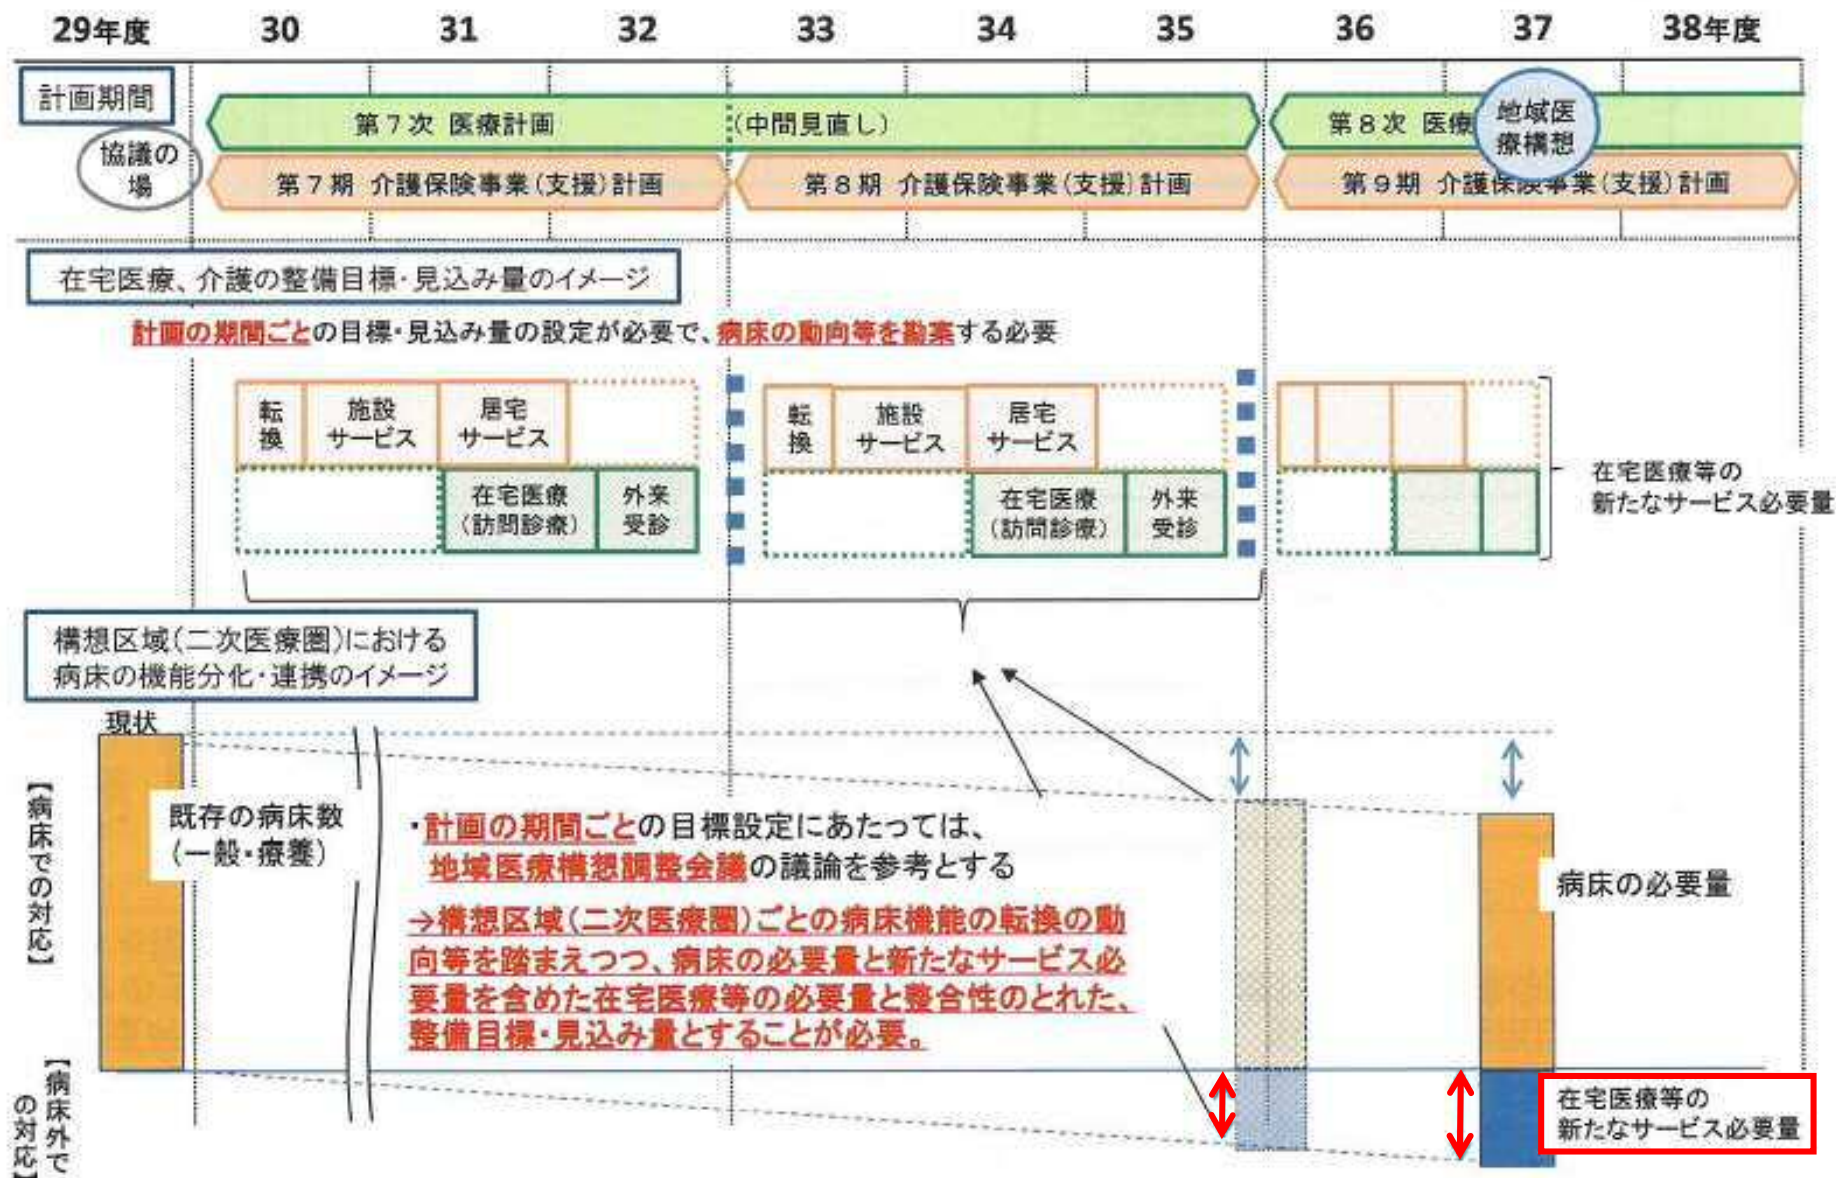 29年度 30 31 32 33 34 35 36 37 38年度
計画期間
第7次 医療計画
(中間見直し)
第8次 医療
地域医
療構想
協議の
場
第7期 介護保険事業(支援)計画
第8期 介護保険事業(支援)計画
第9期 介護保険事業(支援)計画
在宅医療、介護の整備目標・見込み量のイメージ
計画の期間ごとの目標・見込み量の設定が必要で、病床の動向等を勘案する必要
転
換
施設
サービス
居宅
サービス
在宅医療
(訪問診療)
外来
受診
転
換
施設
サービス
居宅
サービス
在宅医療
(訪問診療)
外来
受診
在宅医療等の
新たなサービス必要量
構想区域(二次医療圏)における
病床の機能分化・連携のイメージ
現状
【病床での対応】
既存の病床数
(一般・療養)
・計画の期間ごとの目標設定にあたっては、
地域医療構想調整会議の議論を参考とする
→構想区域(二次医療圏)ごとの病床機能の転換の動
向等を踏まえつつ、病床の必要量と新たなサービス必
要量を含めた在宅医療等の必要量と整合性のとれた、
整備目標・見込み量とすることが必要。
病床の必要量
【病床外で
の対応】
在宅医療等の
新たなサービス必要量